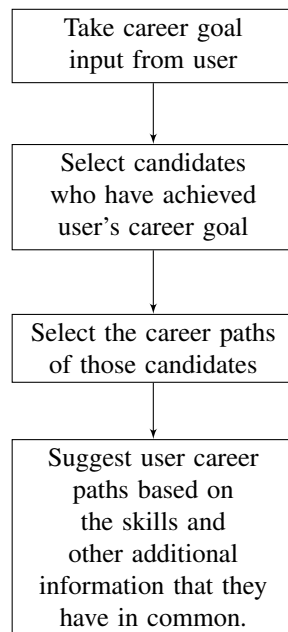 Take career goal
input from user
Select candidates
who have achieved
user's career goal
Select the career paths
of those candidates
Suggest user career
paths based on
the skills and
other additional
information that they
have in common.